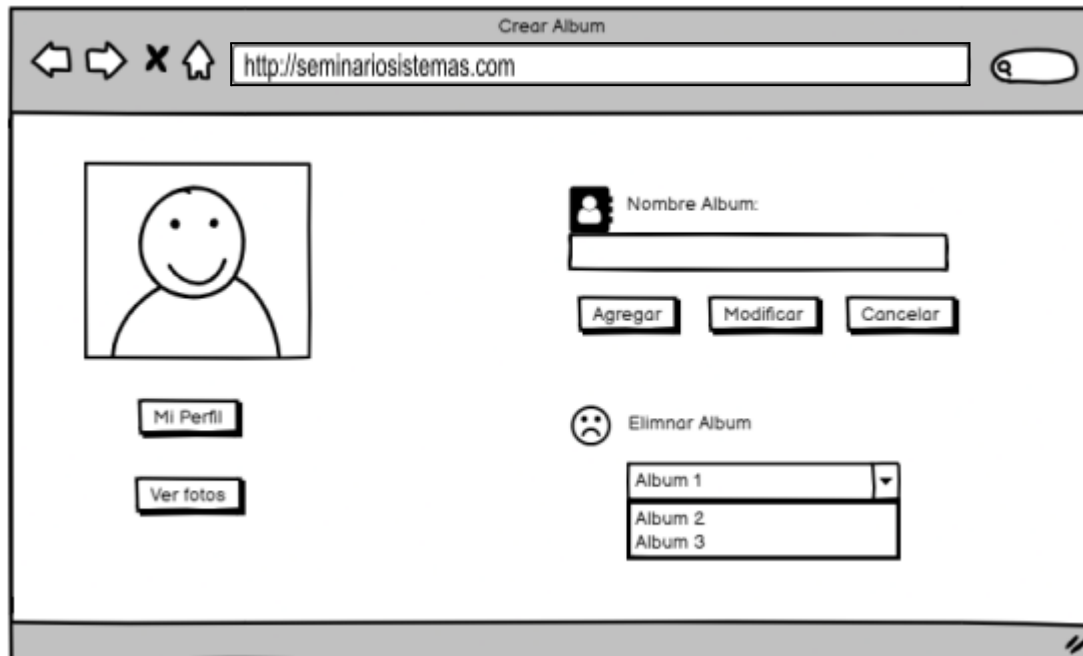 Crear Album
http://seminariosistemas.com
Nombre Album:
Agregar Modificar Cancelar
Mi Perfil
Ver fotos
Elimnar Album
Album 1
Album 2
Album 3